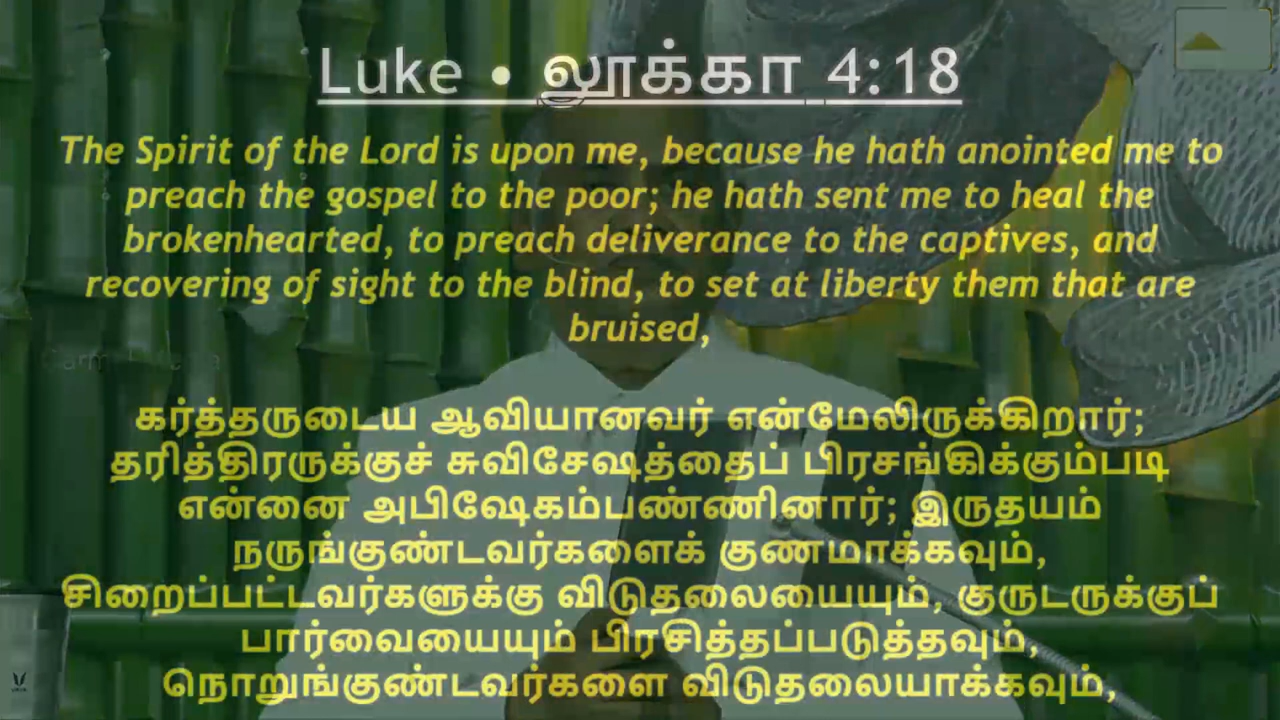 Luke • லூக்கா 4:18
The Spirit of the Lord is upon me, because he hath anointed me to
preach the gospel to the poor; he hath sent me to heal the
brokenhearted, to preach deliverance to the captives, and
recovering of sight to the blind, to set at liberty them that are
bruised,
கர்த்தருடைய ஆவியானவர் என்மேலிருக்கிறார்;
தரித்திரருக்குச் சுவிசேஷத்தைப் பிரசங்கிக்கும்படி
என்னை அபிஷேகம்பண்ணினார்; இருதயம்
நருங்குண்டவர்களைக் குணமாக்கவும்,
சிறைப்பட்டவர்களுக்கு விடுதலையையும், குருடருக்குப்
பார்வையையும் பிரசித்தப்படுத்தவும்,
நொறுங்குண்டவர்களை விடுதலையாக்கவும்,